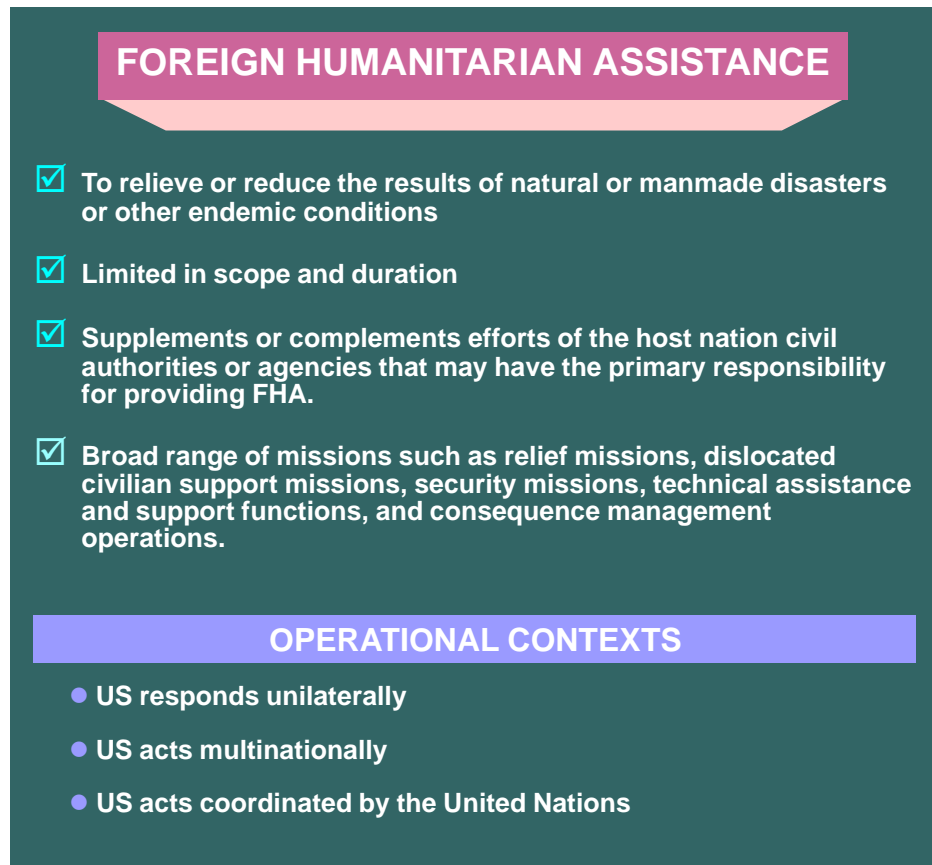 FOREIGN HUMANITARIAN ASSISTANCE
To relieve or reduce the results of natural or manmade disasters
or other endemic conditions
Limited in scope and duration
Supplements or complements efforts of the host nation civil
authorities or agencies that may have the primary responsibility
for providing FHA.
Broad range of missions such as relief missions, dislocated
civilian support missions, security missions, technical assistance
and support functions, and consequence management
operations.
OPERATIONAL CONTEXTS
US responds unilaterally
US acts multinationally
US acts coordinated by the United Nations